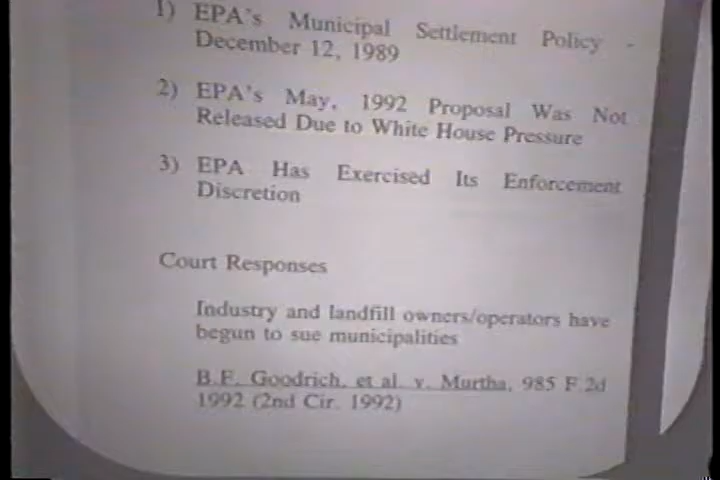 1) EPA's Municipal Settlement Policy -
December 12, 1989
2) EPA's May, 1992 Proposal Was Not
Released Due to White House Pressure
3) EPA Has Exercised Its Enforcement
Discretion
Court Responses
Industry and landfill owners/operators have
begun to sue municipalities
B.F. Goodrich, et al. v. Murtha, 985 F.2d
1992 (2nd Cir. 1992)